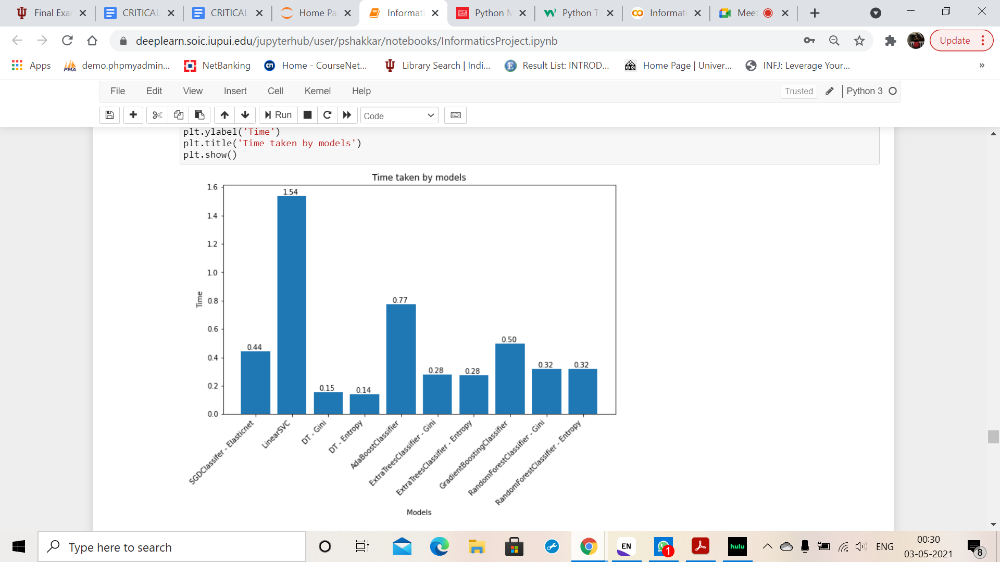 Final Exa
CRITICAL
CRITICAL
Home Pa
Informati
Python M
Python T
Informati
Meet
deeplearn.soic.iupui.edu/jupyterhub/user/pshakkar/notebooks/InformaticsProject.ipynb
Update
Apps
PMA
demo.phpmyadmin...
NetBanking
cn
Home - CourseNet...
Library Search | Indi...
E
Result List: INTROD...
Home Page | Univer...
INFJ: Leverage Your...
»
File Edit View Insert Cell Kernel Help
Trusted
Python 3
Run
Code
plt.ylabel('Time')
plt.title('Time taken by models')
plt.show()
Time taken by models
1.6
1.4
1.2
1.0
0.8
0.6
0.4
0.2
0.0
Time
0.44
1.54
0.15
0.14
0.77
0.28
0.28
0.50
0.32
0.32
SGDClassifer - Elasticnet
LinearSVC
DT - Gini
DT - Entropy
AdaBoostClassifier
ExtraTreesClassifier - Gini
ExtraTreesClassifier - Entropy
GradientBoostingClassifier
RandomForestClassifier - Gini
RandomForestClassifier - Entropy
Models
Type here to search
EN
1
hulu
ENG
00:30
03-05-2021
8